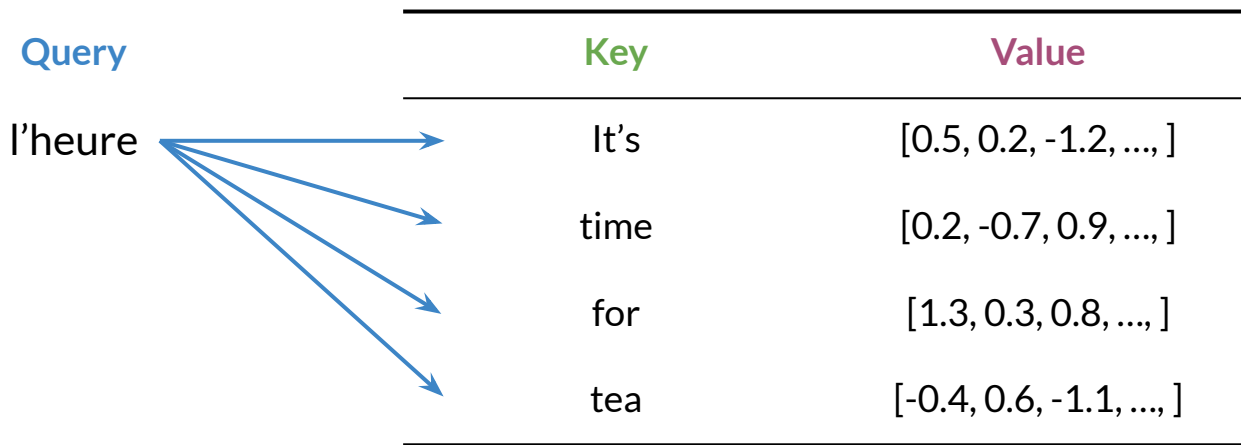 Query Key Value
l’heure It’s [0.5, 0.2, -1.2, ..., ]
time [0.2, -0.7, 0.9, ..., ]
for [1.3, 0.3, 0.8, ..., ]
tea [-0.4, 0.6, -1.1, ..., ]